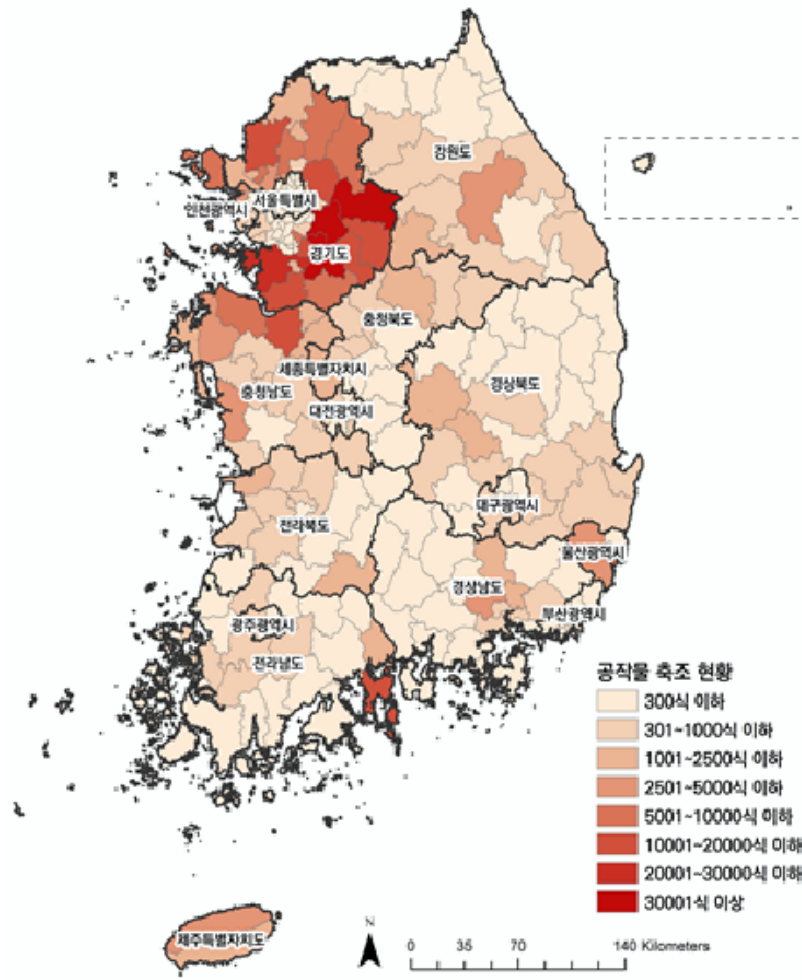 강원도
서울특별시
인천광역시
경기도
충청북도
세종특별자치시
충청남도
경상북도
대전광역시
대구광역시
전라북도
울산광역시
경상남도
부산광역시
광주광역시
전라남도
제주특별자치도
공작물 축조 현황
300식 이하
301~1000식 이하
1001~2500식 이하
2501~5000식 이하
5001~10000식 이하
10001~20000식 이하
20001~30000식 이하
30001식 이상
N
0 35 70 140 Kilometers